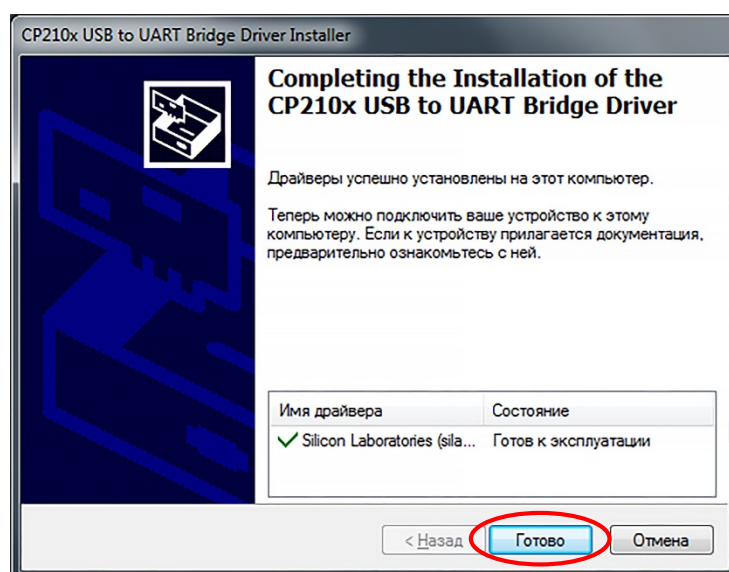 CP210x USB to UART Bridge Driver Installer
Completing the Installation of the
CP210x USB to UART Bridge Driver
Драйверы успешно установлены на этот компьютер.
Теперь можно подключить ваше устройство к этому
компьютеру. Если к устройству прилагается документация,
предварительно ознакомьтесь с ней.
Имя драйвера Состояние
Silicon Laboratories (sila... Готов к эксплуатации
< Назад Готово Отмена